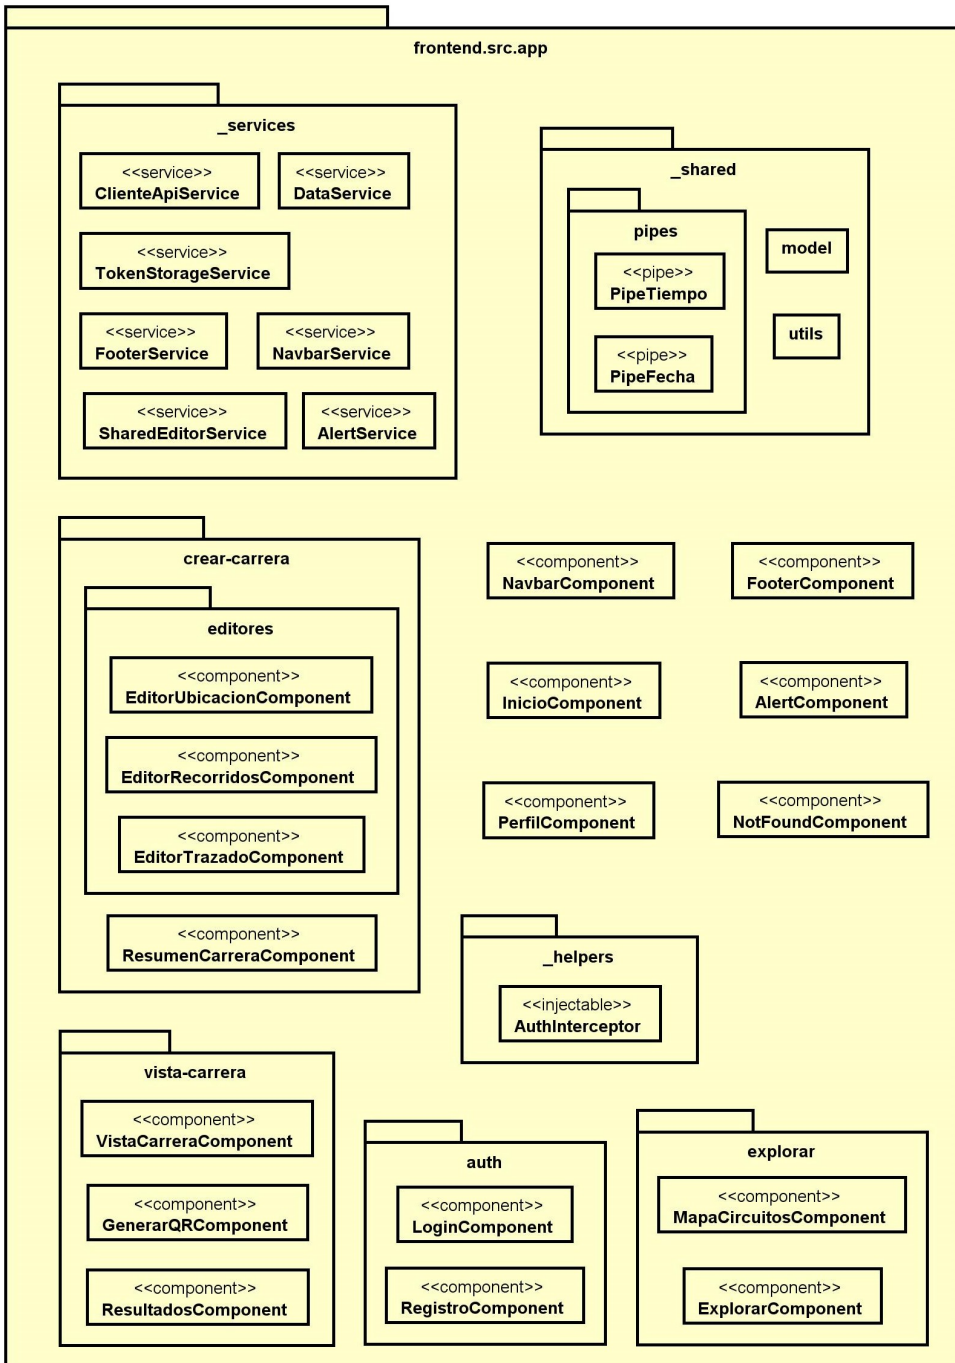 frontend.src.app
_services
<<service>>
ClienteApiService
<<service>>
DataService
<<service>>
TokenStorageService
<<service>>
FooterService
<<service>>
NavbarService
<<service>>
SharedEditorService
<<service>>
AlertService
_shared
pipes
<<pipe>>
PipeTiempo
<<pipe>>
PipeFecha
model
utils
crear-carrera
editores
<<component>>
EditorUbicacionComponent
<<component>>
EditorRecorridosComponent
<<component>>
EditorTrazadoComponent
<<component>>
ResumenCarreraComponent
<<component>>
NavbarComponent
<<component>>
FooterComponent
<<component>>
InicioComponent
<<component>>
AlertComponent
<<component>>
PerfilComponent
<<component>>
NotFoundComponent
_helpers
<<injectable>>
AuthInterceptor
vista-carrera
<<component>>
VistaCarreraComponent
<<component>>
GenerarQRComponent
<<component>>
ResultadosComponent
auth
<<component>>
LoginComponent
<<component>>
RegistroComponent
explorar
<<component>>
MapaCircuitosComponent
<<component>>
ExplorarComponent